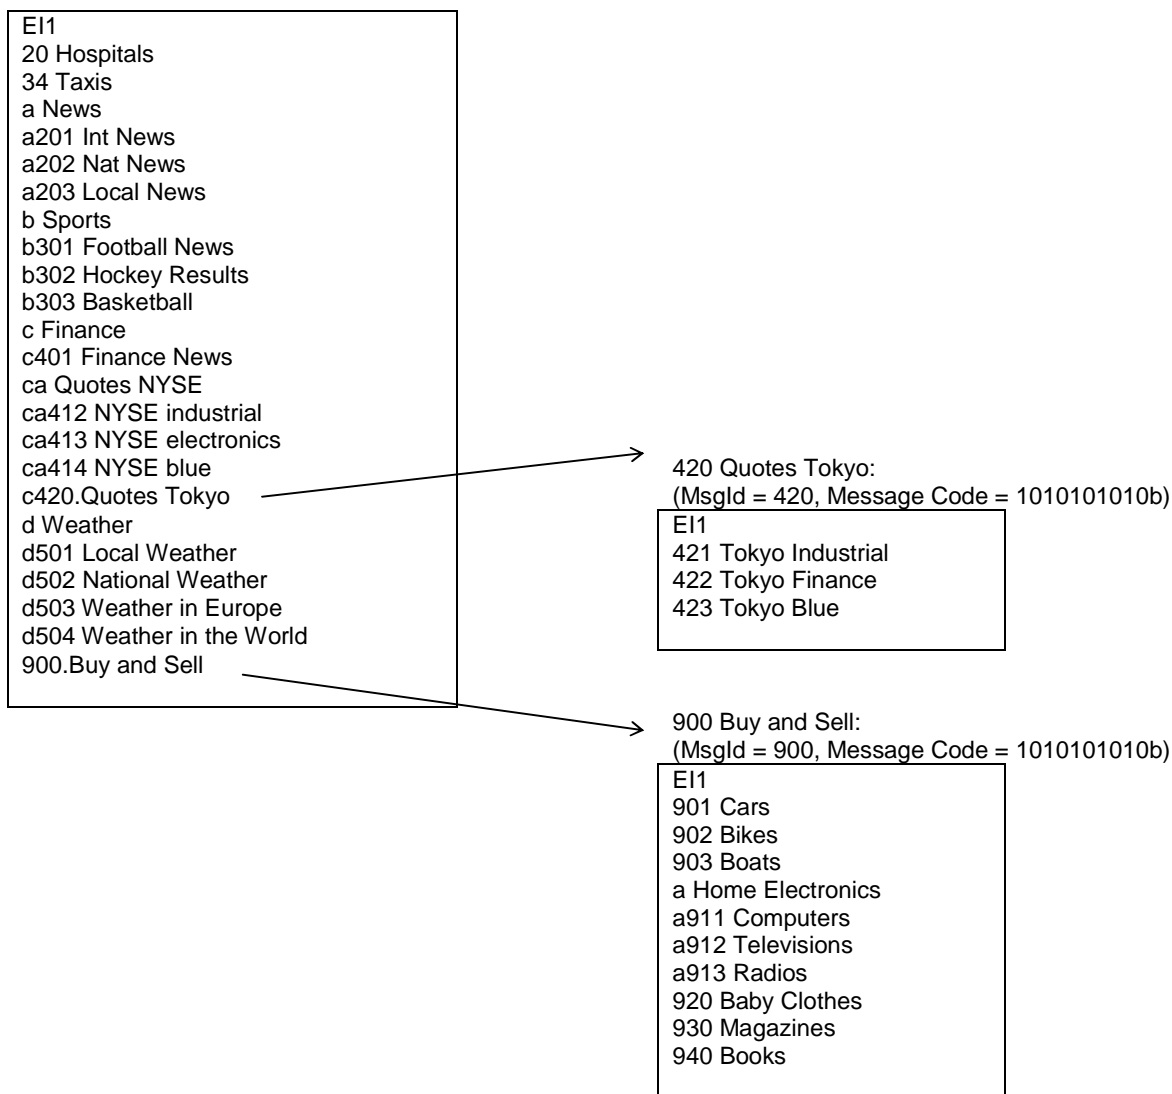 EI1
20 Hospitals
34 Taxis
a News
a201 Int News
a202 Nat News
a203 Local News
b Sports
b301 Football News
b302 Hockey Results
b303 Basketball
c Finance
c401 Finance News
ca Quotes NYSE
ca412 NYSE industrial
ca413 NYSE electronics
ca414 NYSE blue
c420.Quotes Tokyo
d Weather
d501 Local Weather
d502 National Weather
d503 Weather in Europe
d504 Weather in the World
900.Buy and Sell
420 Quotes Tokyo:
(MsgId = 420, Message Code = 1010101010b)
EI1
421 Tokyo Industrial
422 Tokyo Finance
423 Tokyo Blue
900 Buy and Sell:
(MsgId = 900, Message Code = 1010101010b)
EI1
901 Cars
902 Bikes
903 Boats
a Home Electronics
a911 Computers
a912 Televisions
a913 Radios
920 Baby Clothes
930 Magazines
940 Books